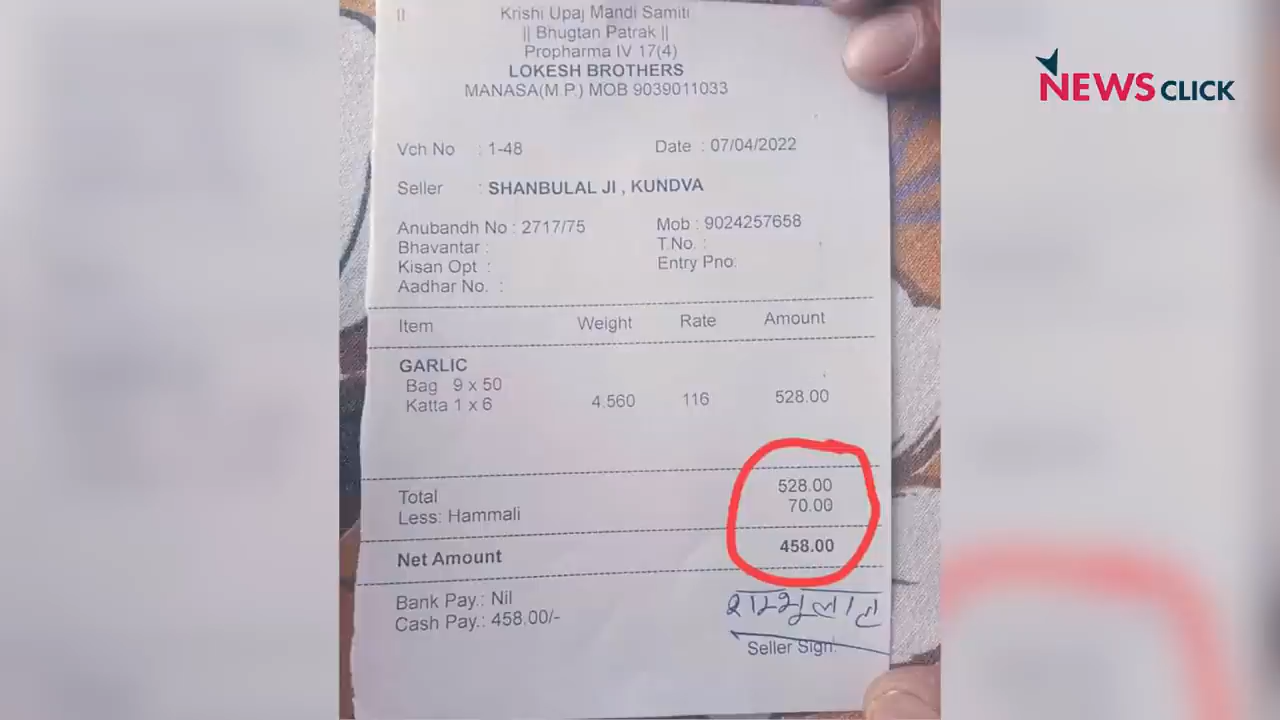 ||
Krishi Upaj Mandi Samiti
|| Bhugtan Patrak ||
Propharma IV 17(4)
LOKESH BROTHERS
MANASA(M.P.) MOB 9039011033
NEWSCLICK
Vch No : 1-48 Date : 07/04/2022
Seller : SHANBULAL JI , KUNDVA
Anubandh No : 2717/75 Mob : 9024257658
Bhavantar : T.No. :
Kisan Opt : Entry Pno:
Aadhar No. :
Item Weight Rate Amount
GARLIC
Bag 9 x 50
Katta 1 x 6 4.560 116 528.00
Total 528.00
Less: Hammali 70.00
Net Amount 458.00
Bank Pay.: Nil
Cash Pay.: 458.00/-
Seller Sign.